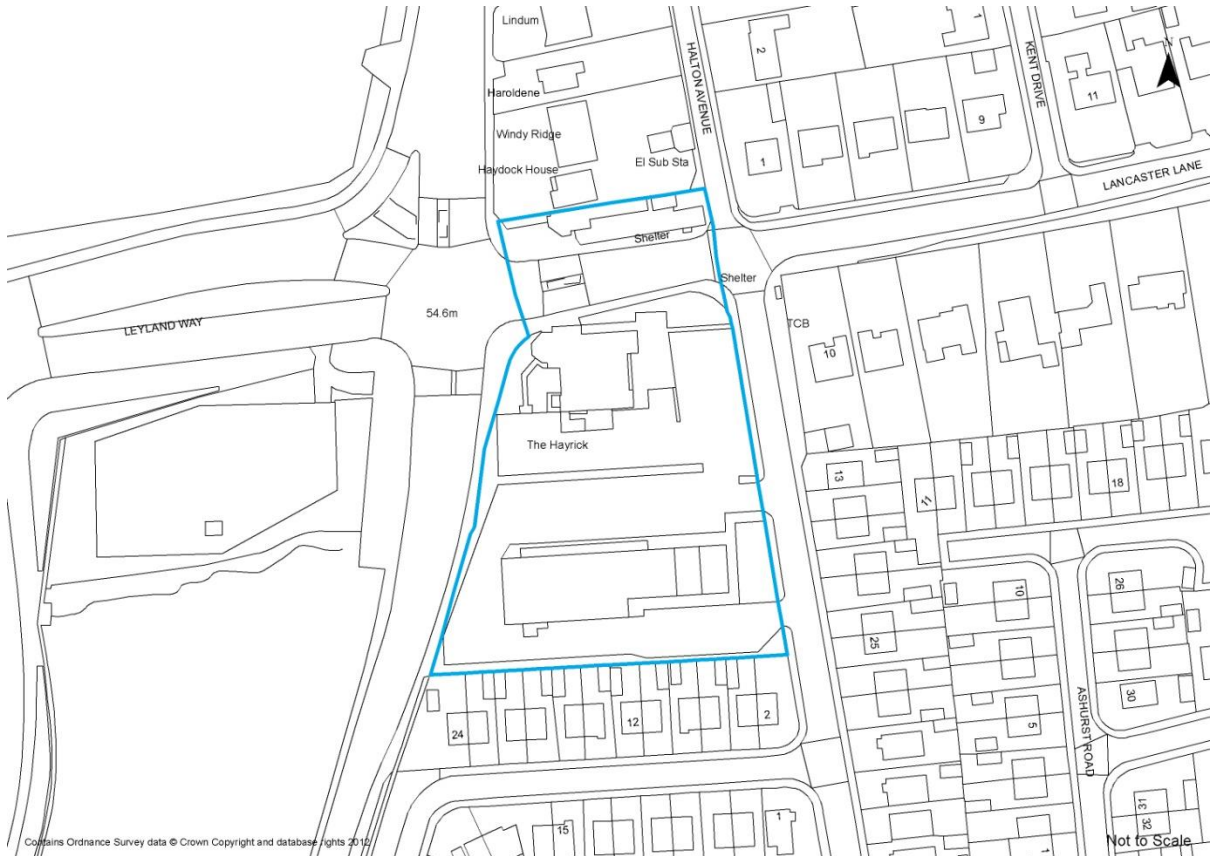 Lindum
2
1
N
HALTON AVENUE
KENT DRIVE
Haroldene
11
Windy Ridge
9
El Sub Sta
1
Haydock House
LANCASTER LANE
Shelter
Shelter
54.6m
TCB
LEYLAND WAY
10
The Hayrick
13
11
18
26
10
25
30
5
12
2
24
ASHURST ROAD
31
32
15
1
1
Contains Ordnance Survey data © Crown Copyright and database rights 2012
Not to Scale